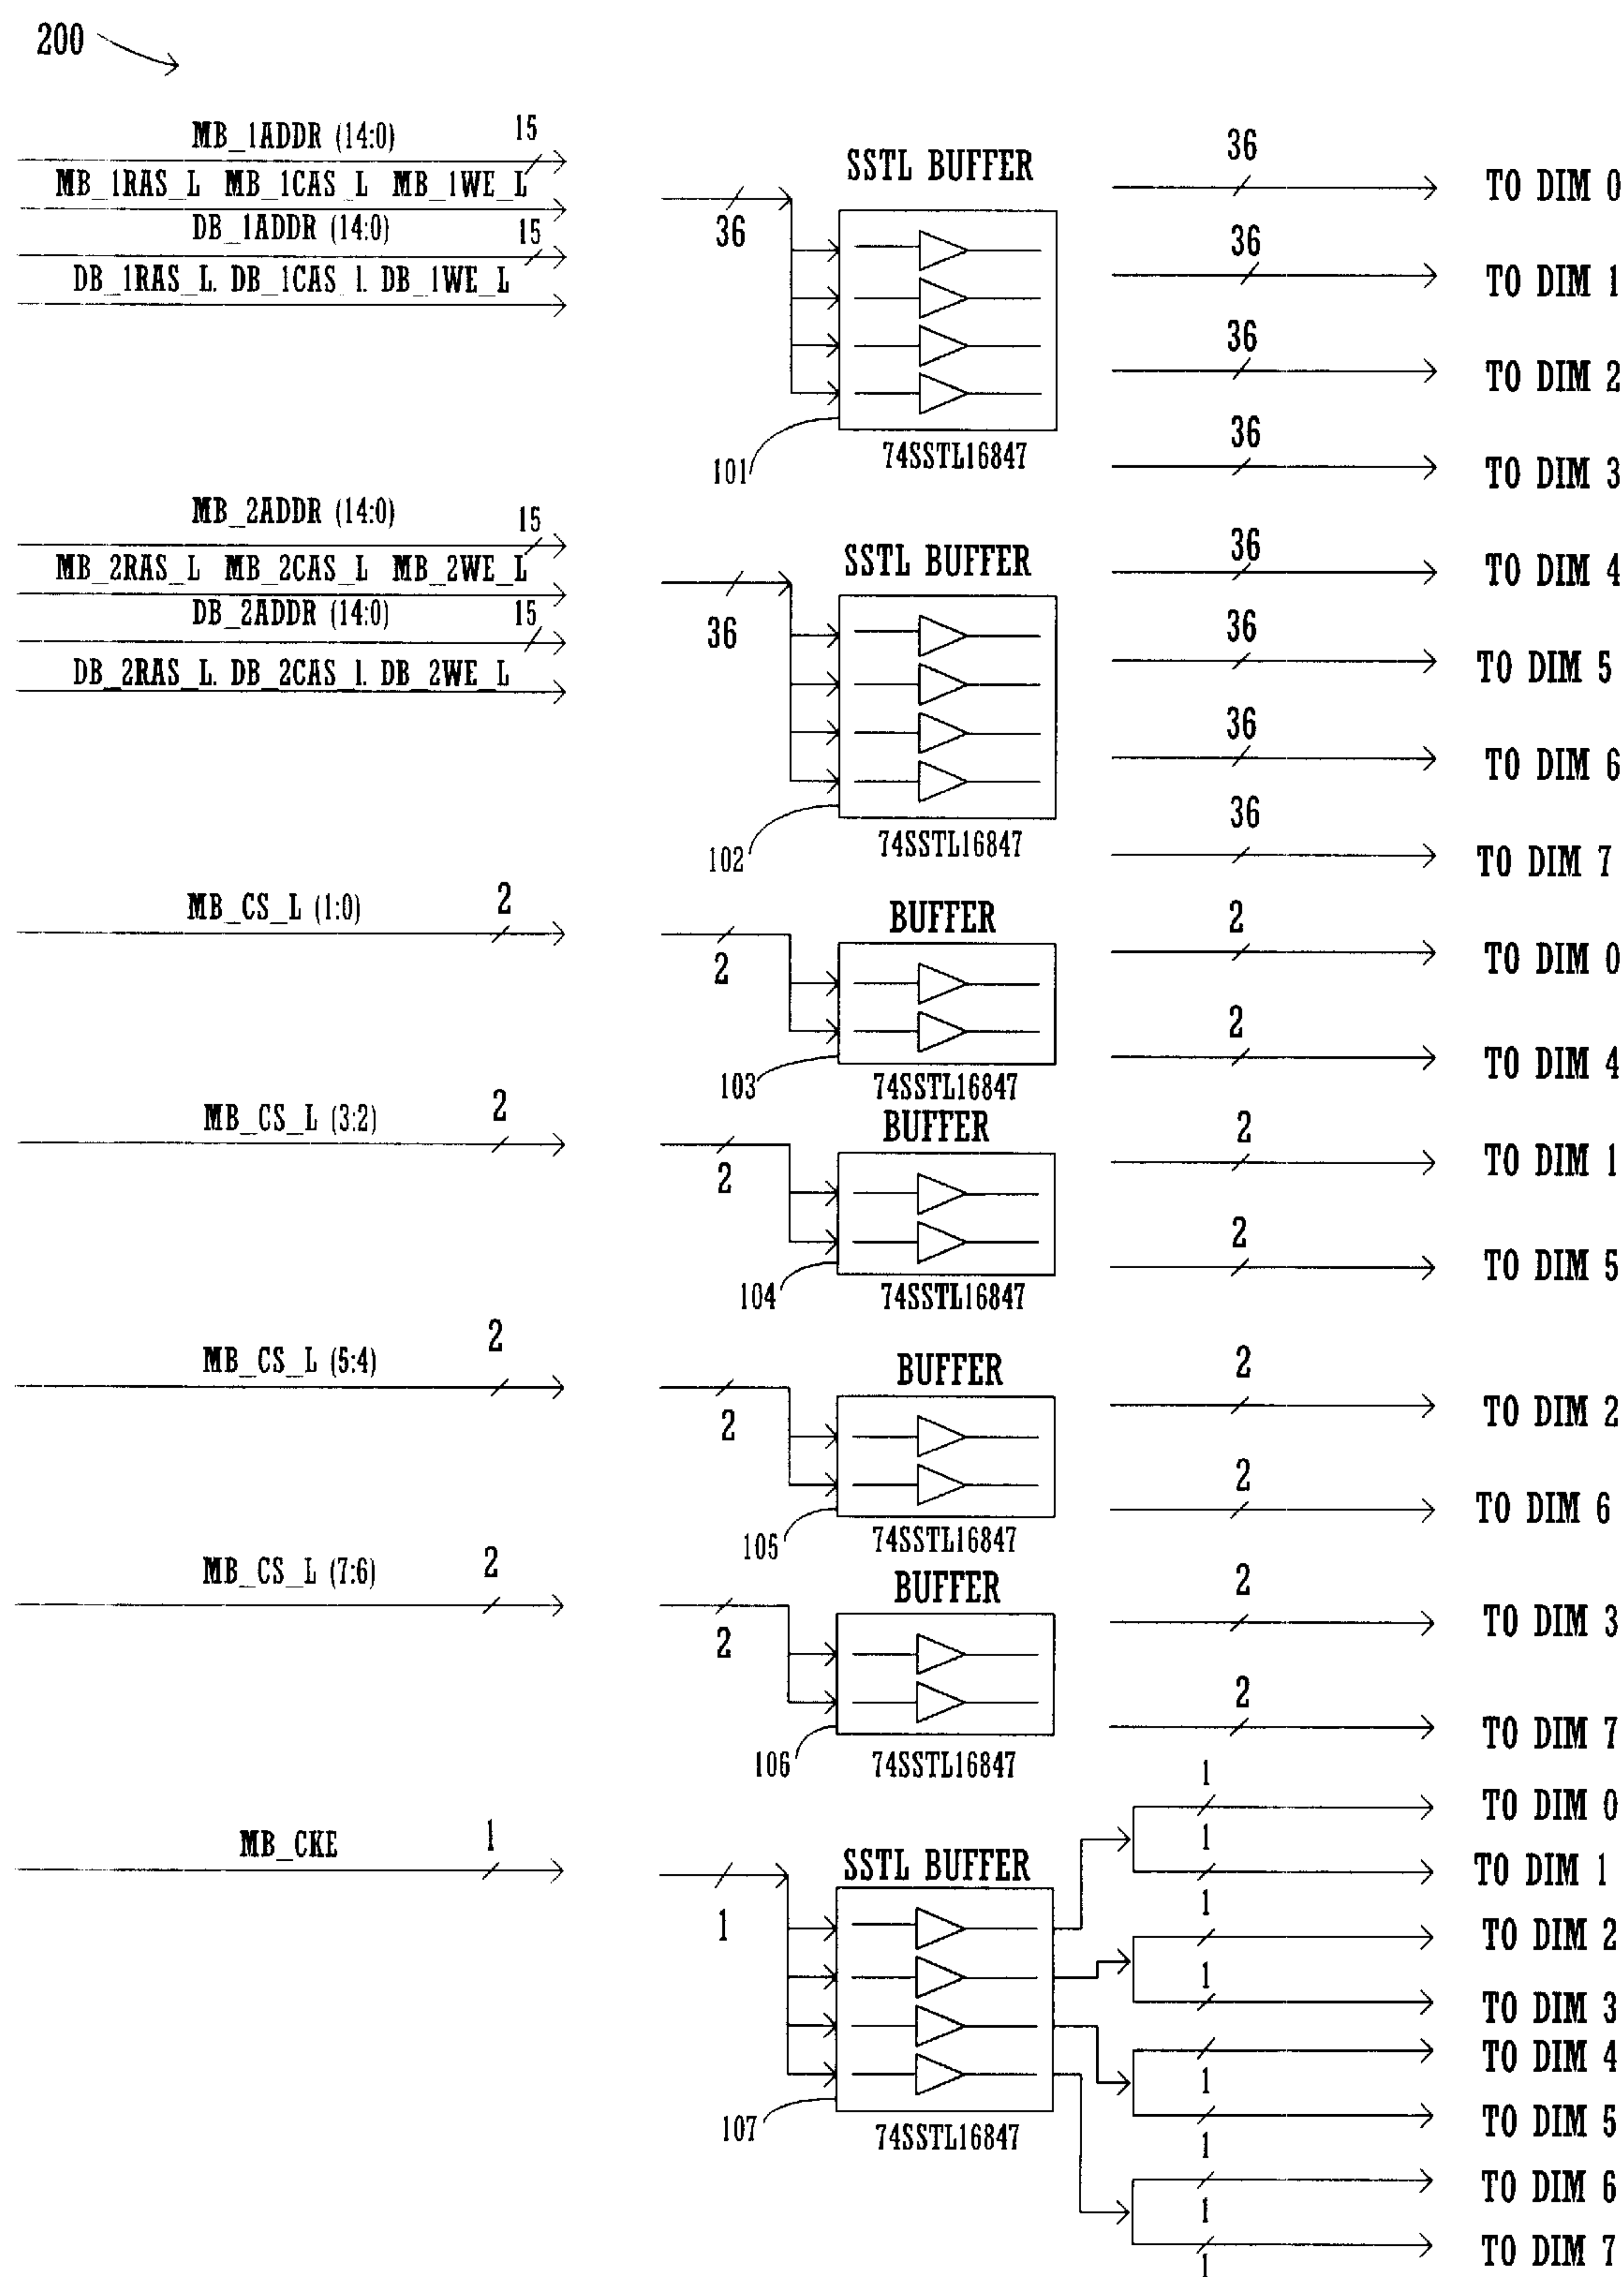 200
MB_1ADDR (14:0) 15
MB_1RAS_L MB_1CAS_L MB_1WE_L
DB_1ADDR (14:0) 15
DB_1RAS_L. DB_1CAS_l. DB_1WE_L
36
SSTL BUFFER
101
74SSTL16847
36 TO DIM 0
36 TO DIM 1
36 TO DIM 2
36 TO DIM 3
MB_2ADDR (14:0) 15
MB_2RAS_L MB_2CAS_L MB_2WE_L
DB_2ADDR (14:0) 15
DB_2RAS_L. DB_2CAS_l. DB_2WE_L
36
SSTL BUFFER
102
74SSTL16847
36 TO DIM 4
36 TO DIM 5
36 TO DIM 6
36 TO DIM 7
MB_CS_L (1:0) 2
2
BUFFER
103
74SSTL16847
2 TO DIM 0
2 TO DIM 4
MB_CS_L (3:2) 2
2
BUFFER
104
74SSTL16847
2 TO DIM 1
2 TO DIM 5
MB_CS_L (5:4) 2
2
BUFFER
105
74SSTL16847
2 TO DIM 2
2 TO DIM 6
MB_CS_L (7:6) 2
2
BUFFER
106
74SSTL16847
2 TO DIM 3
2 TO DIM 7
MB_CKE 1
1
SSTL BUFFER
107
74SSTL16847
1 TO DIM 0
1 TO DIM 1
1 TO DIM 2
1 TO DIM 3
TO DIM 4
1 TO DIM 5
1 TO DIM 6
1 TO DIM 7
1